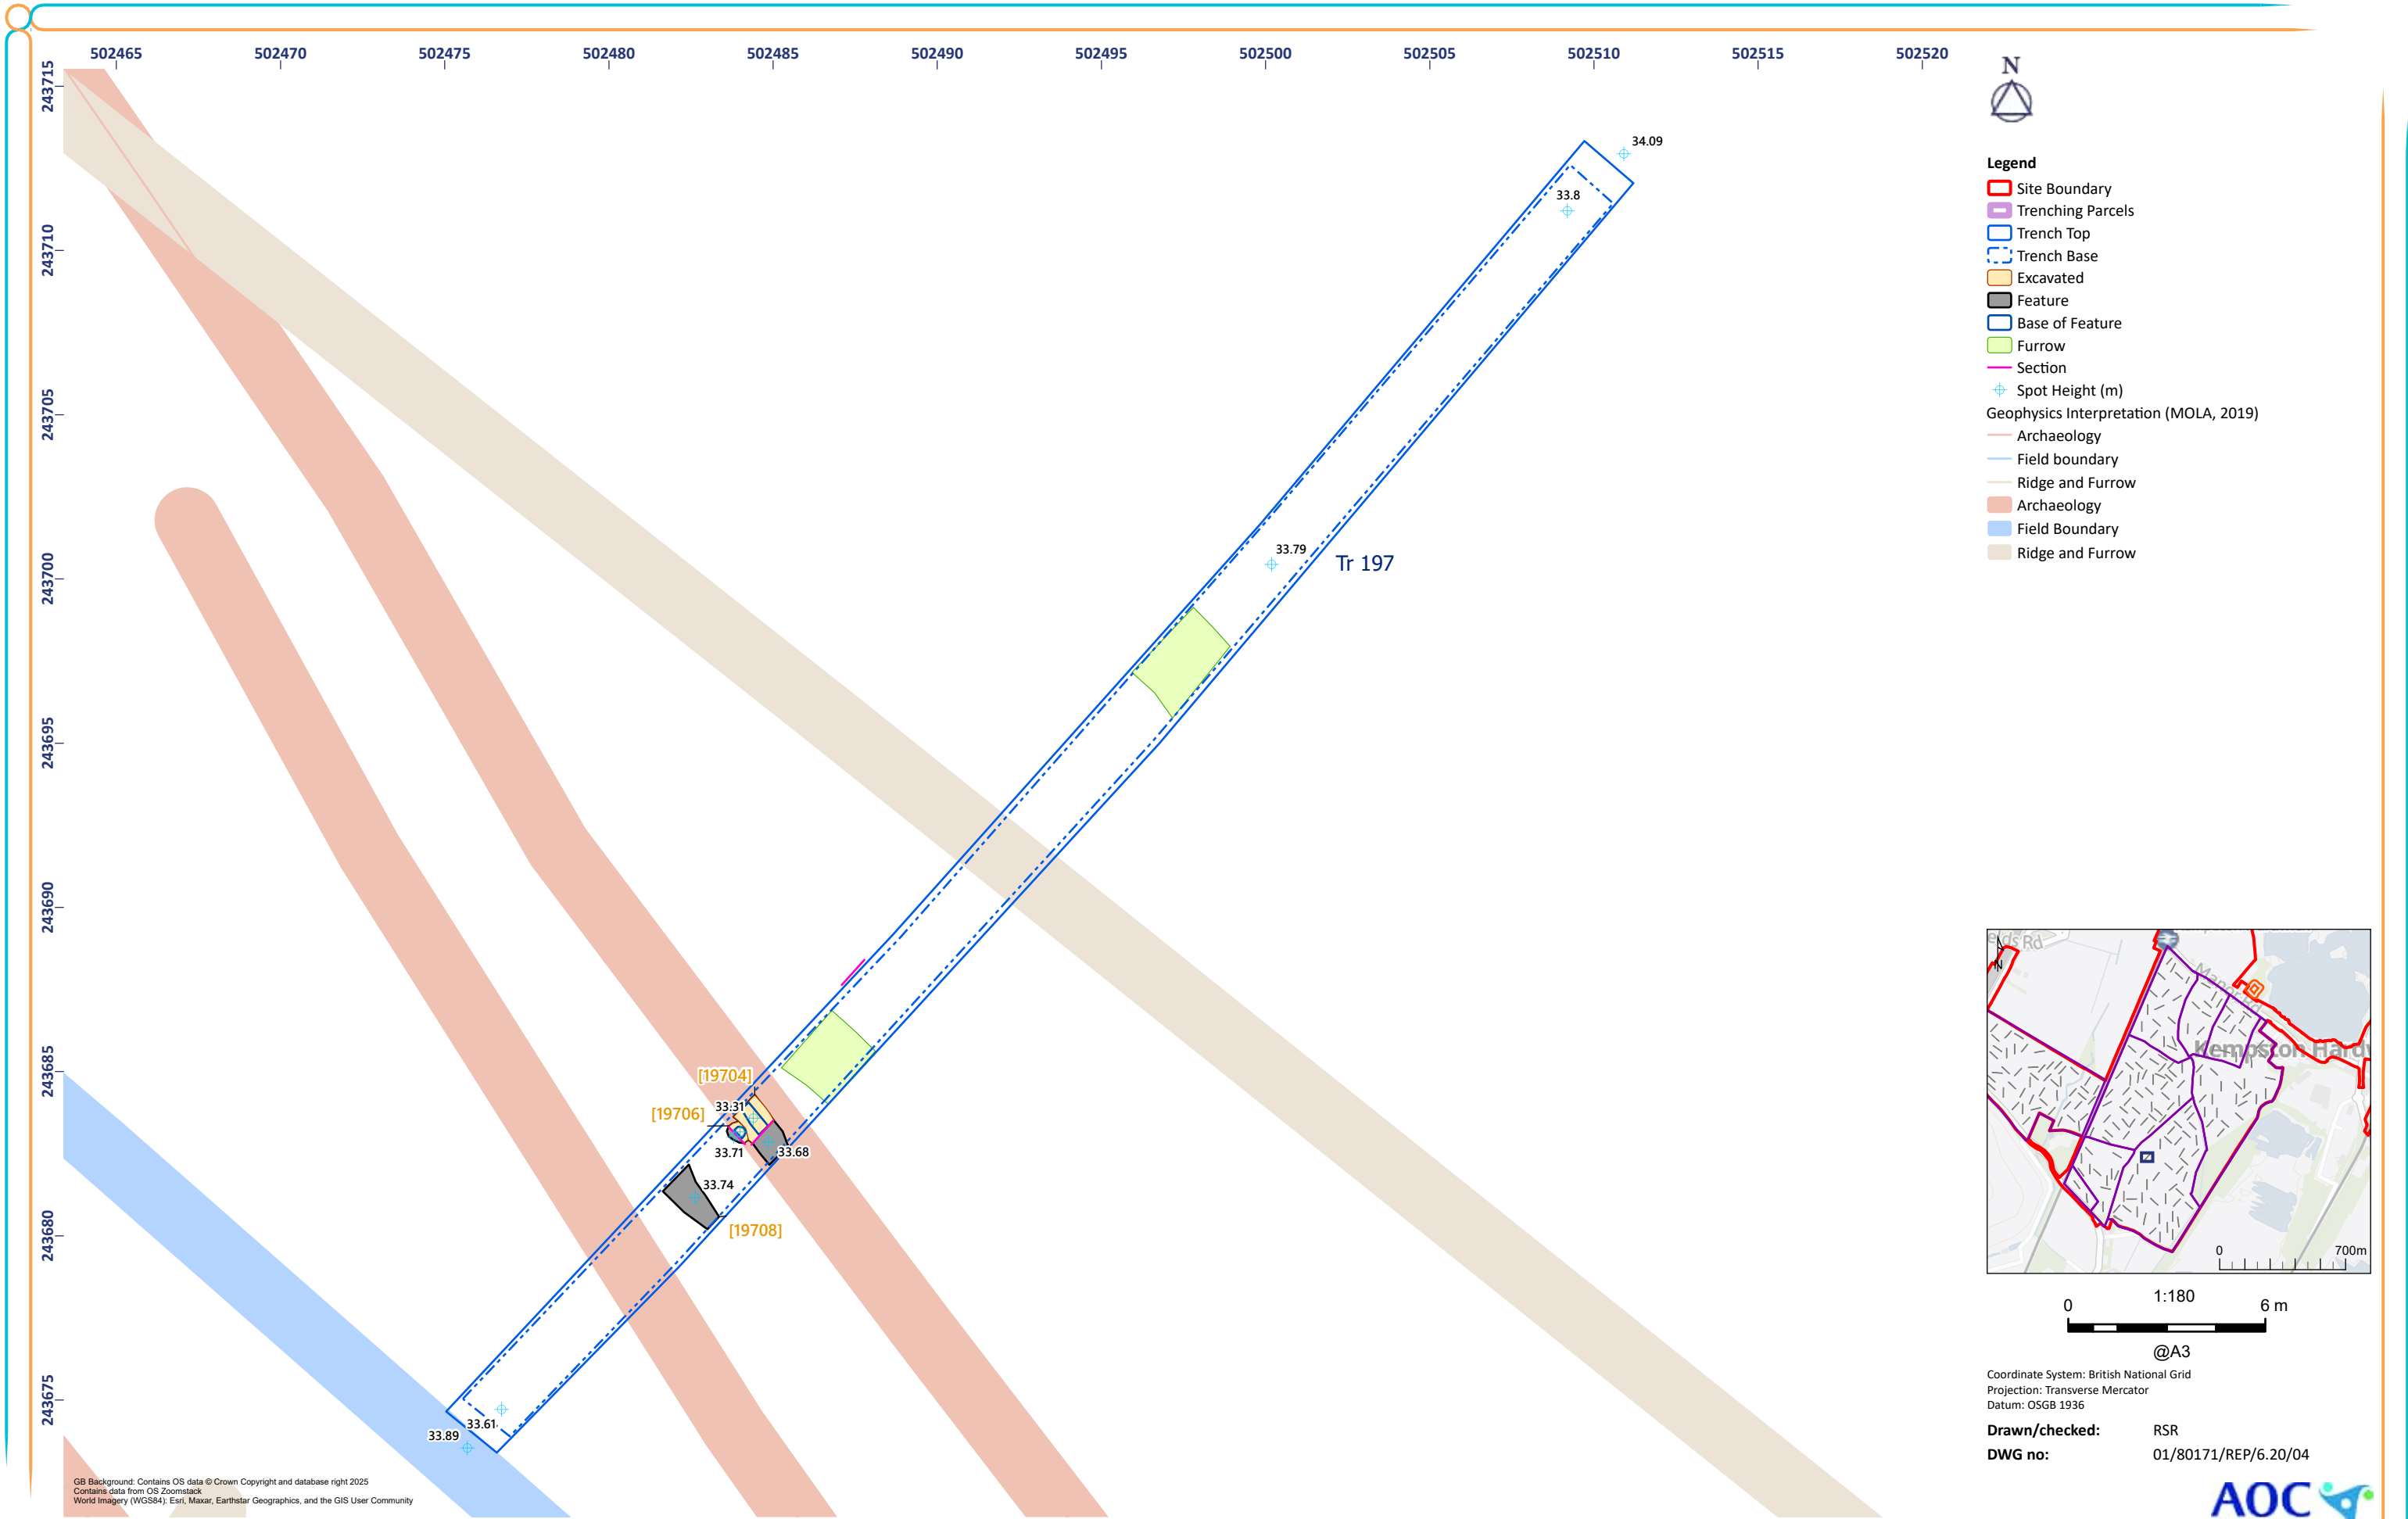 502465 502470 502475 502480 502485 502490 502495 502500 502505 502510 502515 502520
243715
243710
243705
243700
243695
243690
243685
243680
243675
34.09
33.8
33.79
Tr 197
[19704]
33.31
[19706]
33.71
33.68
33.74
[19708]
33.61
33.89
GB Background: Contains OS data © Crown Copyright and database right 2025
Contains data from OS Zoomstack
World Imagery (WGS84): Esri, Maxar, Earthstar Geographics, and the GIS User Community
N
Legend
Site Boundary
Trenching Parcels
Trench Top
Trench Base
Excavated
Feature
Base of Feature
Furrow
Section
Spot Height (m)
Geophysics Interpretation (MOLA, 2019)
Archaeology
Field boundary
Ridge and Furrow
Archaeology
Field Boundary
Ridge and Furrow
lds Rd
N
Manor Rd
Kempston Hardw
0 700m
1:180
0 6 m
@A3
Coordinate System: British National Grid
Projection: Transverse Mercator
Datum: OSGB 1936
Drawn/checked: RSR
DWG no: 01/80171/REP/6.20/04
AOC